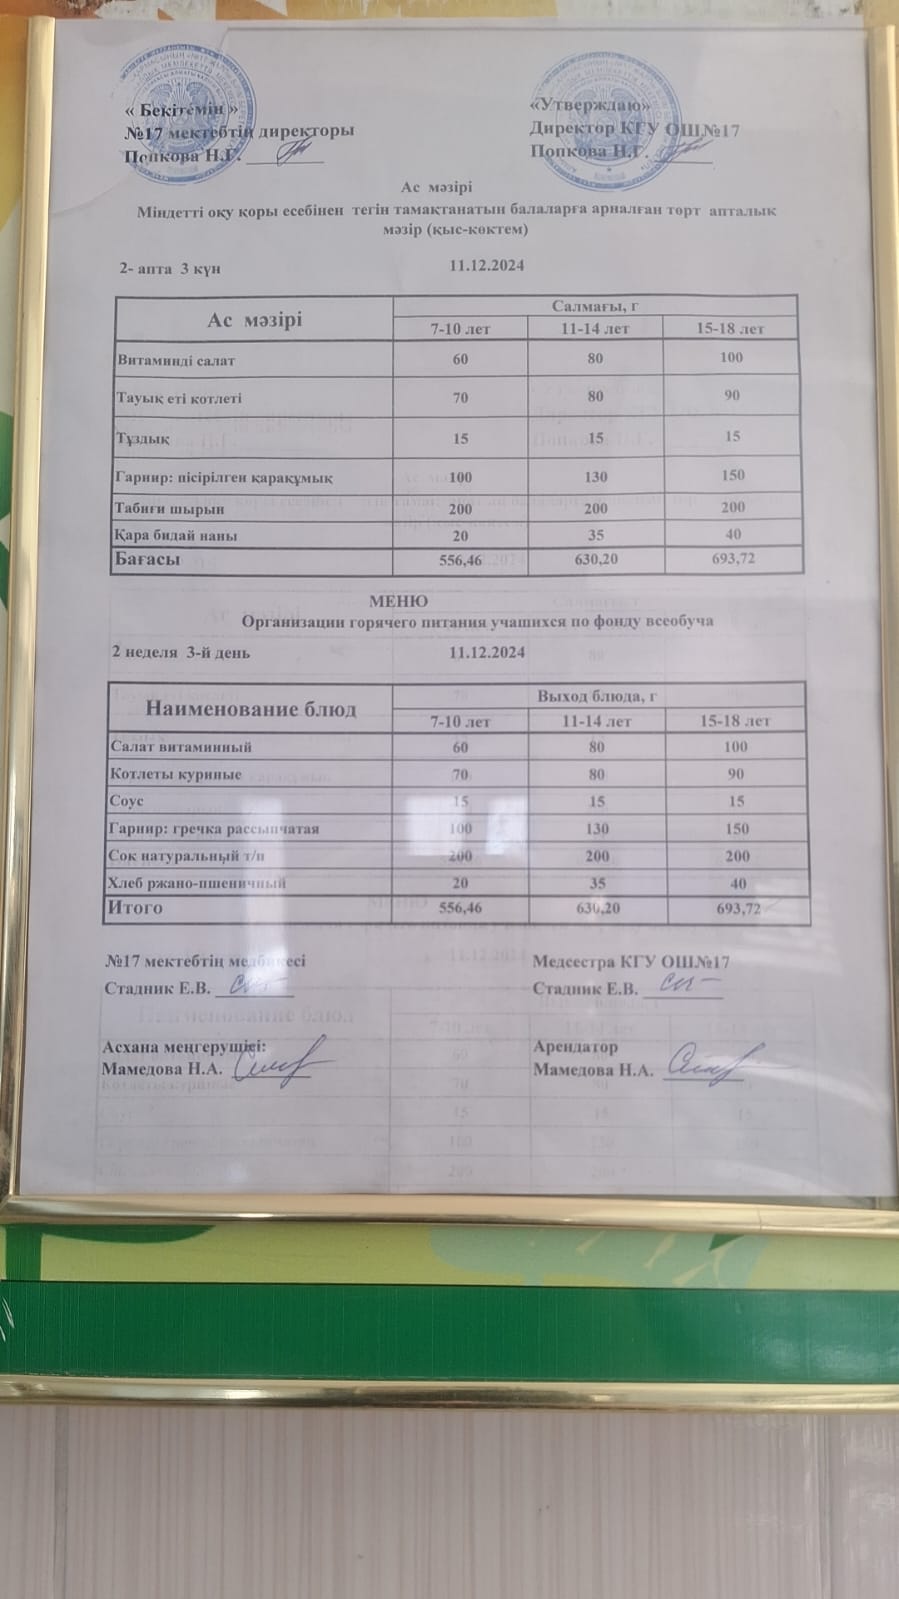 « Бекітемін »
№17 мектебтің директоры
Попкова Н.Г.
«Утверждаю»
Директор КГУ ОШ№17
Попкова Н.Г.
Ас мәзірі
Міндетті оқу қоры есебінен тегін тамақтанатын балаларға арналған төрт апталық
мәзір (қыс-көктем)
2- апта 3 күн 11.12.2024
Ас мәзірі Салмағы, г
7-10 лет 11-14 лет 15-18 лет
Витаминді салат 60 80 100
Тауық еті котлеті 70 80 90
Тұздық 15 15 15
Гарнир: пісірілген қарақұмық 100 130 150
Табиғи шырын 200 200 200
Қара бидай наны 20 35 40
Бағасы 556,46 630,20 693,72
МЕНЮ
Организации горячего питания учашихся по фонду всеобуча
2 неделя 3-й день 11.12.2024
Наименование блюд Выход блюда, г
7-10 лет 11-14 лет 15-18 лет
Салат витаминный 60 80 100
Котлеты куриные 70 80 90
Соус 15 15 15
Гарнир: гречка рассыпчатая 100 130 150
Сок натуральный т/п 200 200 200
Хлеб ржано-пшеничный 20 35 40
Итого 556,46 630,20 693,72
№17 мектебтің медбикесі
Стадник Е.В.
Медсестра КГУ ОШ№17
Стадник Е.В.
Асхана меңгерушісі:
Мамедова Н.А.
Арендатор
Мамедова Н.А.